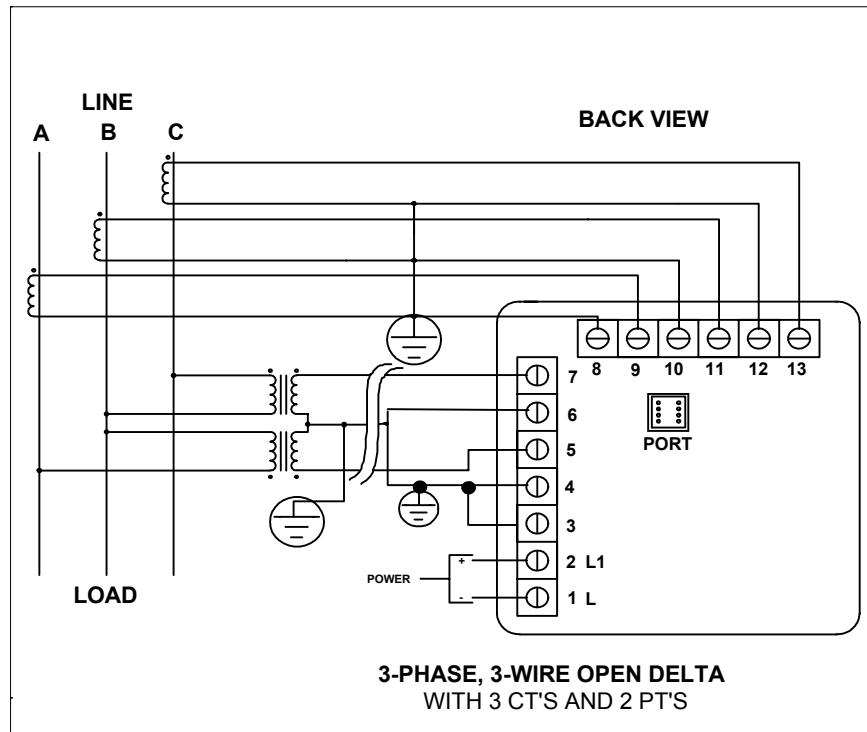 LINE
A B C
BACK VIEW
8 9 10 11 12 13
7
6
PORT
5
4
3
POWER + 2 L1
- 1 L
LOAD
3-PHASE, 3-WIRE OPEN DELTA
WITH 3 CT'S AND 2 PT'S